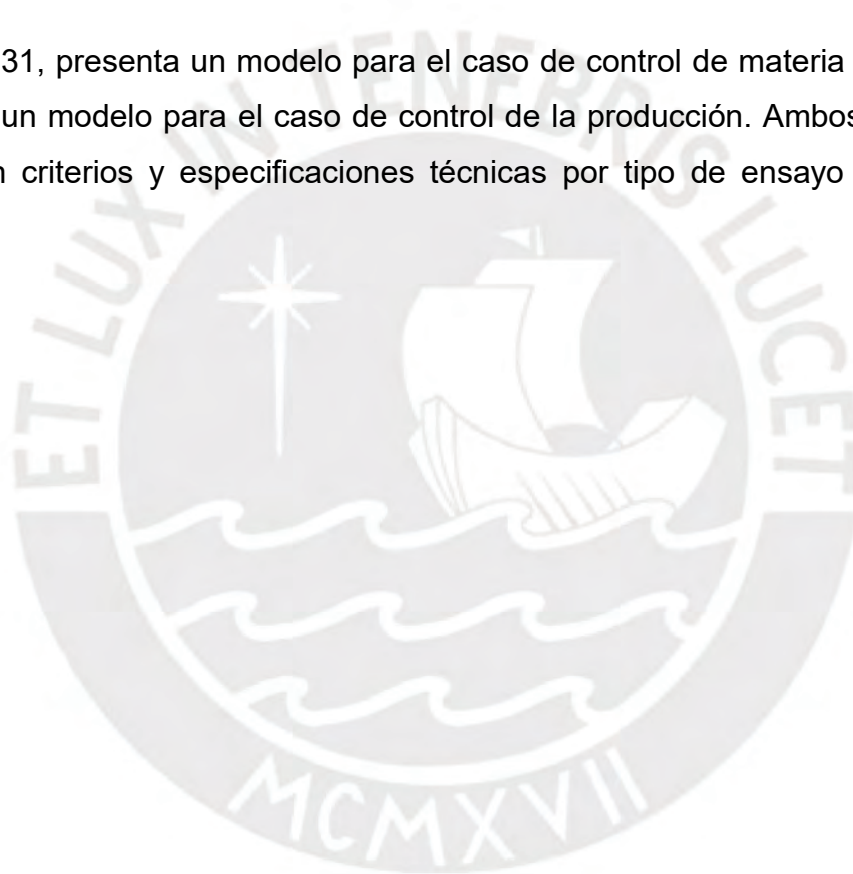 31, presenta un modelo para el caso de control de materia
un modelo para el caso de control de la producción. Ambos
criterios y especificaciones técnicas por tipo de ensayo
ET LUX IN TENEBRIS LUCET
MCMXVII